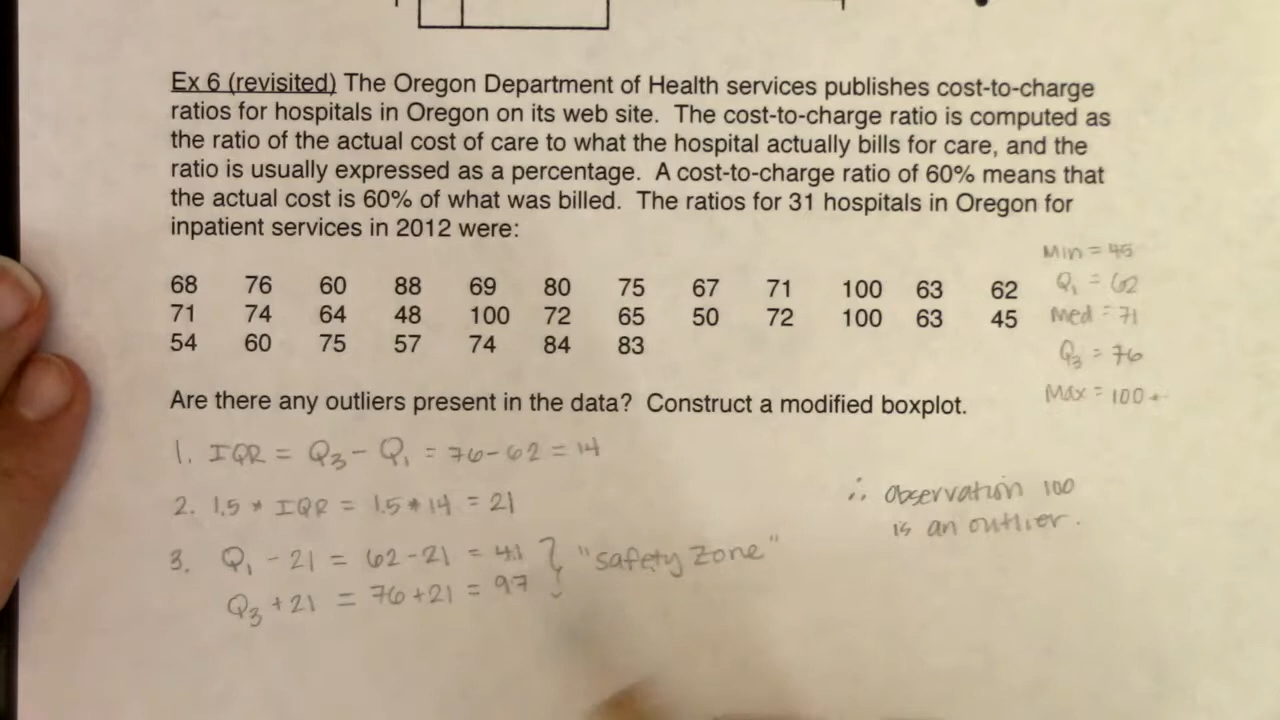 Ex 6 (revisited) The Oregon Department of Health services publishes cost-to-charge
ratios for hospitals in Oregon on its web site. The cost-to-charge ratio is computed as
the ratio of the actual cost of care to what the hospital actually bills for care, and the
ratio is usually expressed as a percentage. A cost-to-charge ratio of 60% means that
the actual cost is 60% of what was billed. The ratios for 31 hospitals in Oregon for
inpatient services in 2012 were:
Min = 45
68 76 60 88 69 80 75 67 71 100 63 62
Q₁ = 62
71 74 64 48 100 72 65 50 72 100 63 45
Med = 71
54 60 75 57 74 84 83
Q₃ = 76
Max = 100
Are there any outliers present in the data? Construct a modified boxplot.
1. IQR = Q₃ - Q₁ = 76-62 = 14
2. 1.5 * IQR = 1.5 * 14 = 21
∴ Observation 100
is an outlier.
3. Q₁ - 21 = 62-21 = 41 } "safety zone"
Q₃ + 21 = 76+21 = 97